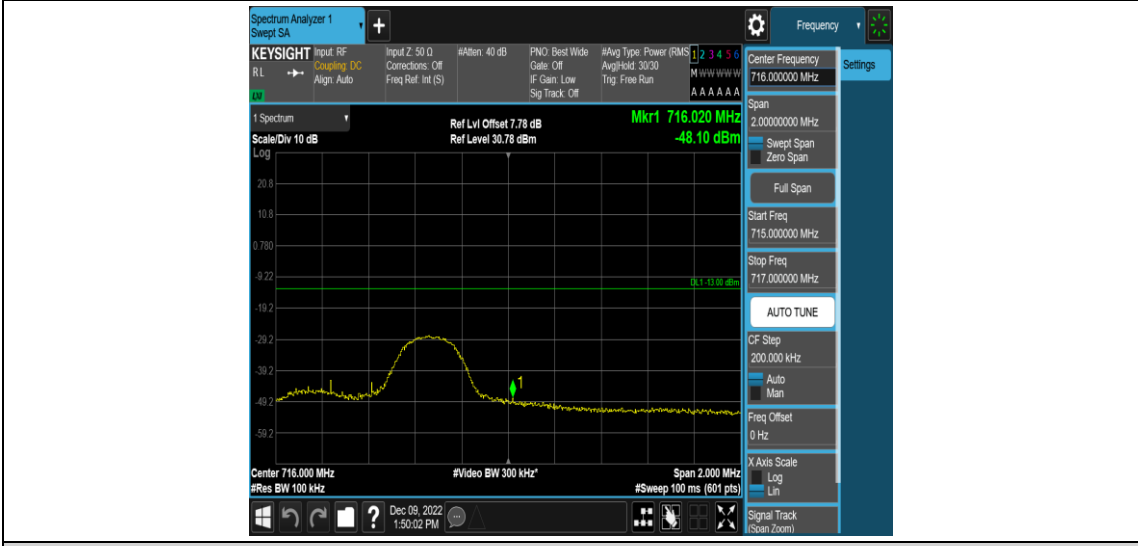 Spectrum Analyzer 1
Swept SA
+
Frequency
KEYSIGHT
Input: RF
Input Z: 50 Ω
#Atten: 40 dB
PNO: Best Wide
#Avg Type: Power (RMS
1 2 3 4 5 6
RL
Coupling: DC
Corrections: Off
Gate: Off
Avg|Hold: 30/30
M W W W W W
Align: Auto
Freq Ref: Int (S)
IF Gain: Low
Trig: Free Run
Sig Track: Off
A A A A A A
1 Spectrum
Ref Lvl Offset 7.78 dB
Mkr1 716.020 MHz
Scale/Div 10 dB
Ref Level 30.78 dBm
-48.10 dBm
Log
20.8
10.8
0.780
-9.22
DL1 -13.00 dBm
-19.2
-29.2
-39.2
1
-49.2
-59.2
Center 716.000 MHz
#Video BW 300 kHz*
Span 2.000 MHz
#Res BW 100 kHz
#Sweep 100 ms (601 pts)
?
Dec 09, 2022
1:50:02 PM
Center Frequency
716.000000 MHz
Settings
Span
2.00000000 MHz
Swept Span
Zero Span
Full Span
Start Freq
715.000000 MHz
Stop Freq
717.000000 MHz
AUTO TUNE
CF Step
200.000 kHz
Auto
Man
Freq Offset
0 Hz
X Axis Scale
Log
Lin
Signal Track
(Span Zoom)